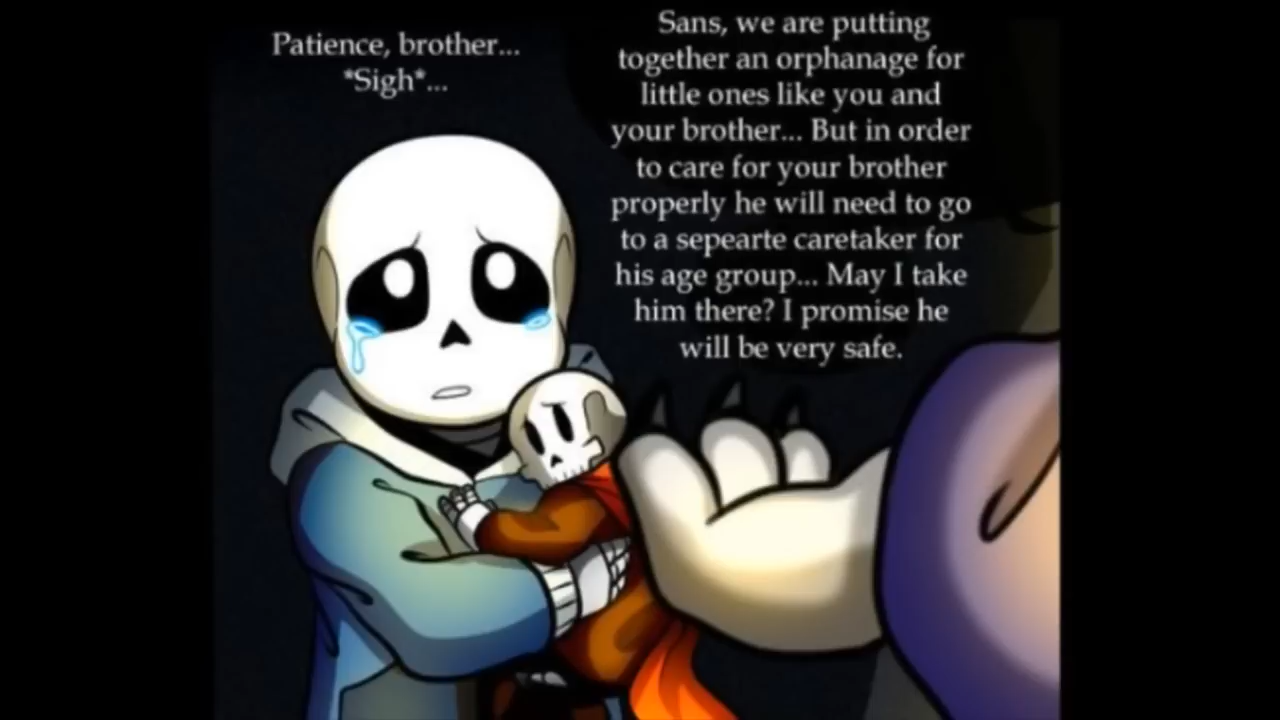 Patience, brother...
*Sigh*...
Sans, we are putting
together an orphanage for
little ones like you and
your brother... But in order
to care for your brother
properly he will need to go
to a sepearte caretaker for
his age group... May I take
him there? I promise he
will be very safe.